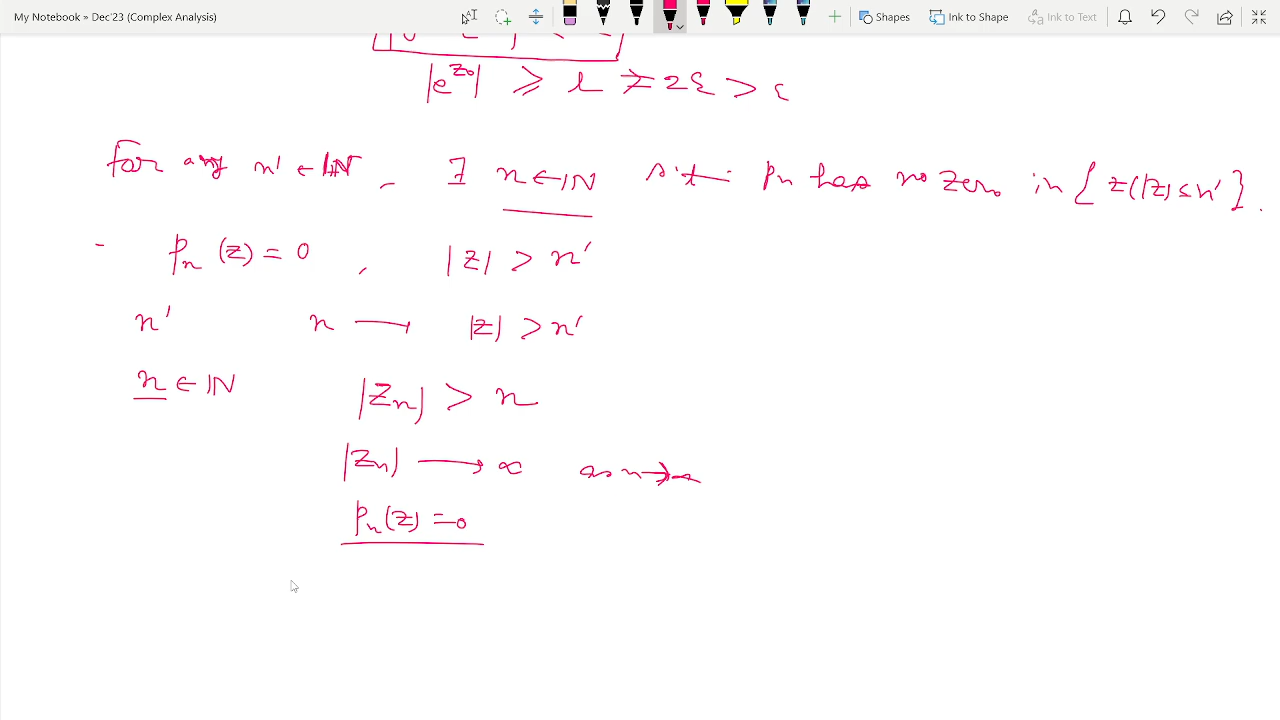 My Notebook » Dec'23 (Complex Analysis)
Shapes Ink to Shape Ink to Text
|e^{z₀}| ⩾ l > 2ε > ε
For any n' ∈ ℕ, ∃ n ∈ ℕ s.t. pₙ has no zero in {z||z| ≤ n'}.
- pₙ(z) = 0, |z| > n'
n' n → |z| > n'
n ∈ ℕ |Zₙ| > n
|Zₙ| → ∞ as n → ∞
pₙ(z) = 0